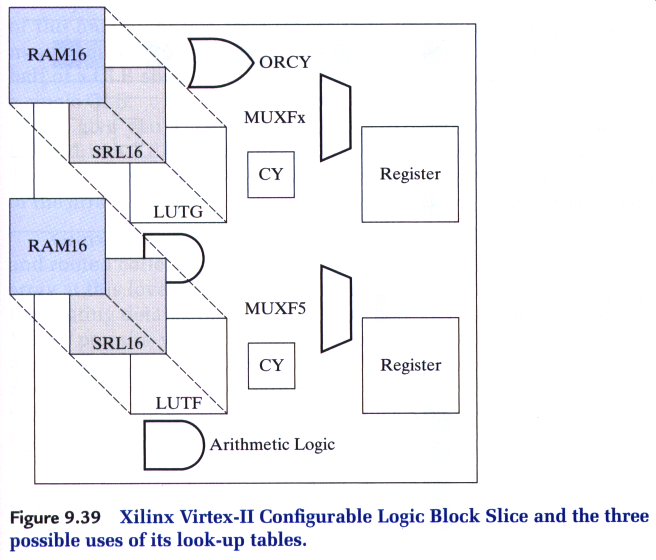 RAM16
ORCY
MUXFx
SRL16
CY
Register
LUTG
RAM16
MUXF5
SRL16
CY
Register
LUTF
Arithmetic Logic
Figure 9.39 Xilinx Virtex-II Configurable Logic Block Slice and the three
possible uses of its look-up tables.